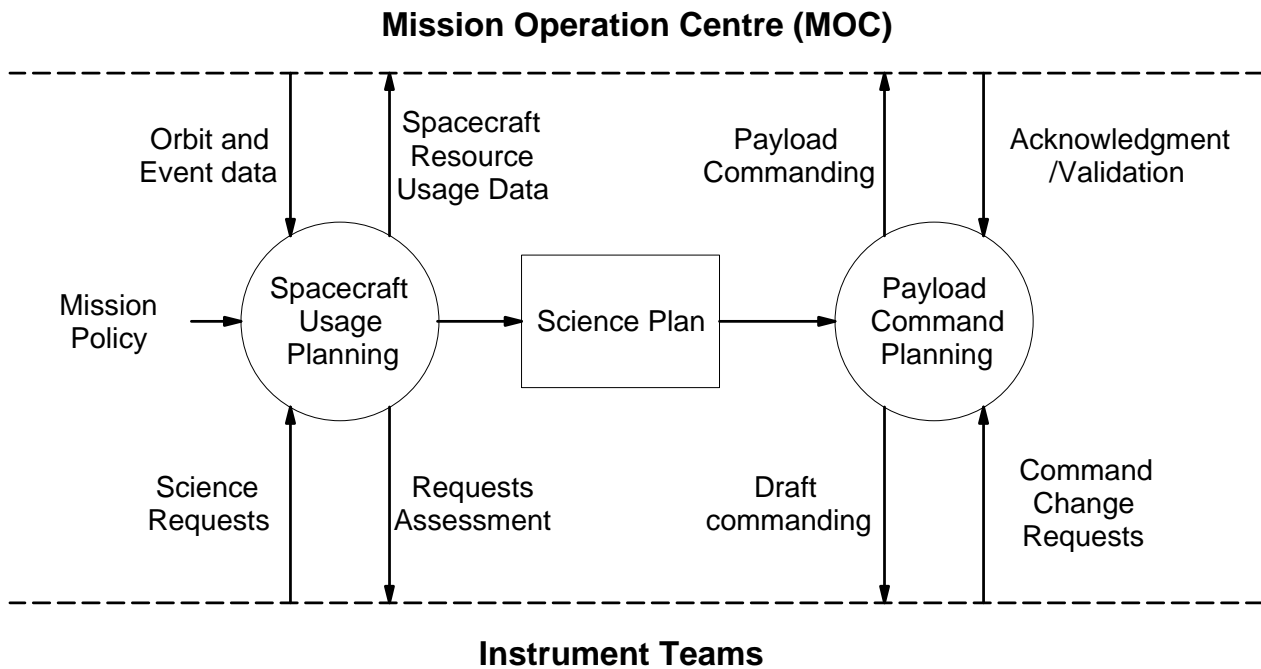 Mission Operation Centre (MOC)
Orbit and
Event data
Spacecraft
Resource
Usage Data
Payload
Commanding
Acknowledgment
/Validation
Mission
Policy
Spacecraft
Usage
Planning
Science Plan
Payload
Command
Planning
Science
Requests
Requests
Assessment
Draft
commanding
Command
Change
Requests
Instrument Teams